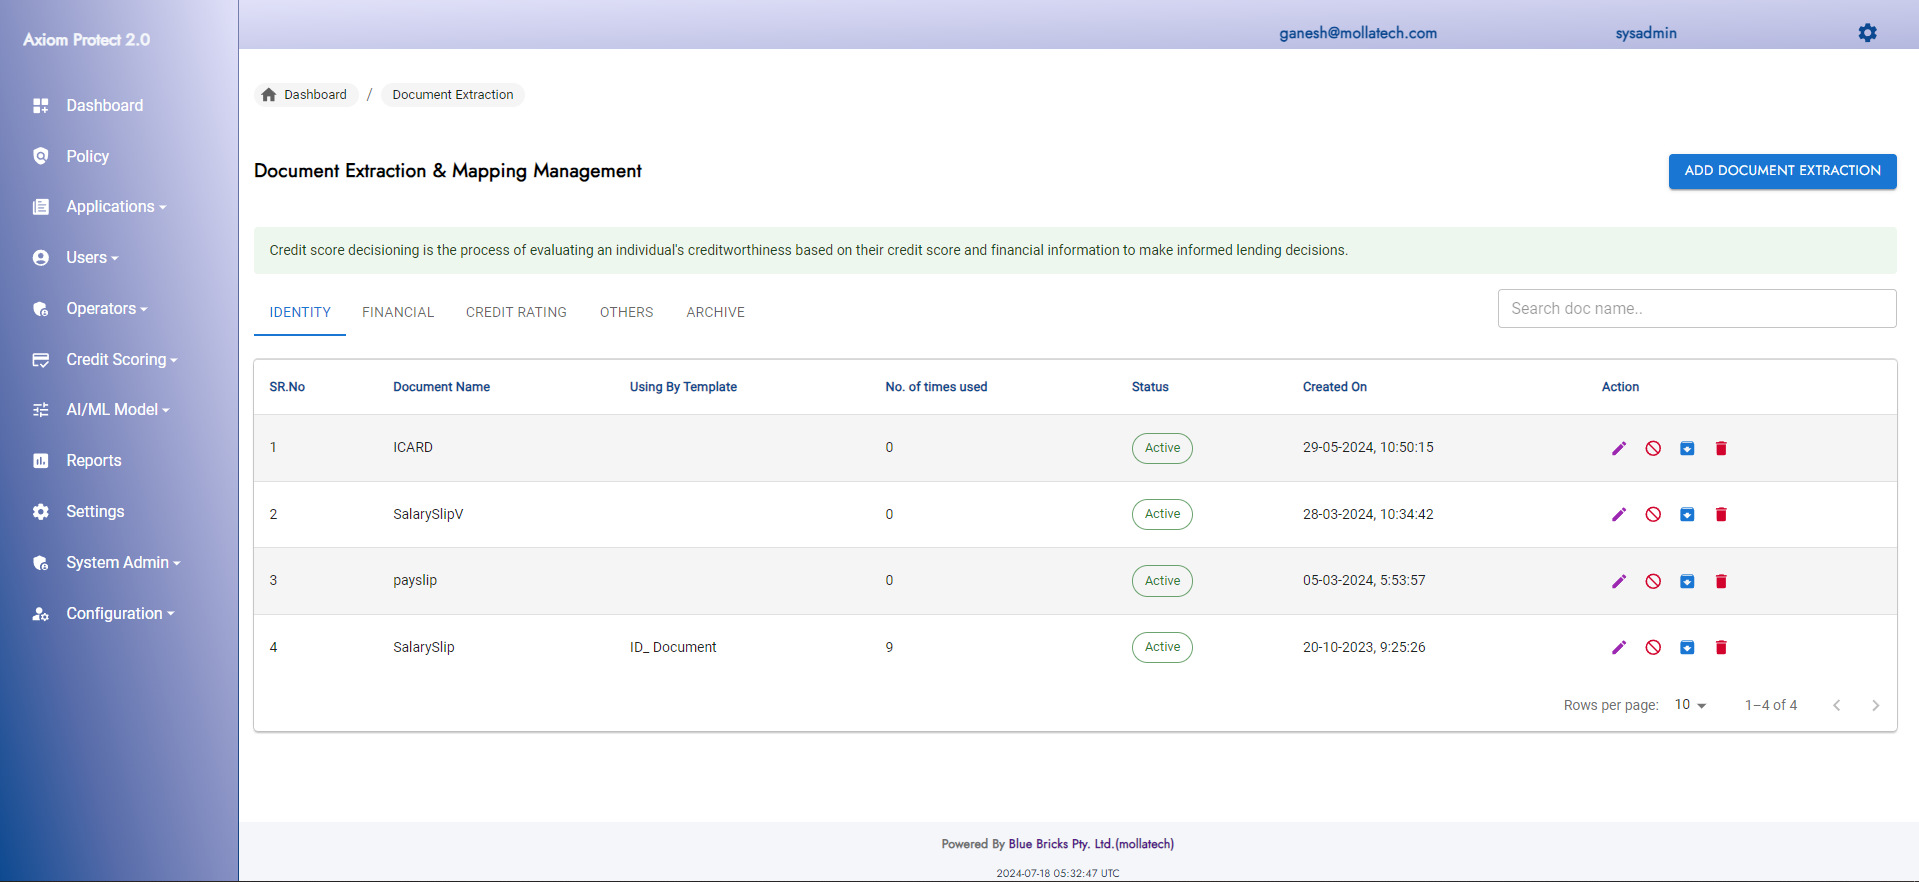 Axiom Protect 2.0
ganesh@mollatech.com
sysadmin
Dashboard
Policy
Applications
Users
Operators
Credit Scoring
AI/ML Model
Reports
Settings
System Admin
Configuration
Dashboard / Document Extraction
Document Extraction & Mapping Management
ADD DOCUMENT EXTRACTION
Credit score decisioning is the process of evaluating an individual's creditworthiness based on their credit score and financial information to make informed lending decisions.
IDENTITY FINANCIAL CREDIT RATING OTHERS ARCHIVE
Search doc name..
SR.No Document Name Using By Template No. of times used Status Created On Action
1 ICARD 0 Active 29-05-2024, 10:50:15
2 SalarySlipV 0 Active 28-03-2024, 10:34:42
3 payslip 0 Active 05-03-2024, 5:53:57
4 SalarySlip ID_ Document 9 Active 20-10-2023, 9:25:26
Rows per page: 10 1–4 of 4
Powered By Blue Bricks Pty. Ltd.(mollatech)
2024-07-18 05:32:47 UTC